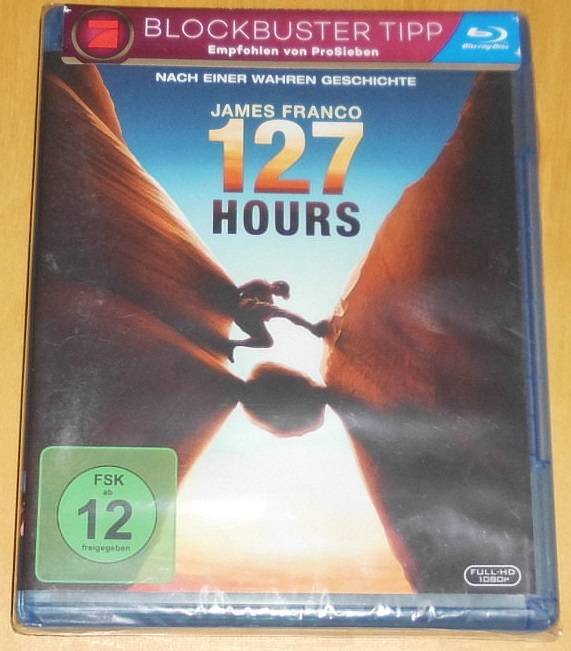 BLOCKBUSTER TIPP
Empfohlen von ProSieben
Blu-ray Disc
NACH EINER WAHREN GESCHICHTE
JAMES FRANCO
127
HOURS
FSK
ab
12
freigegeben
FULL-HD
1080p